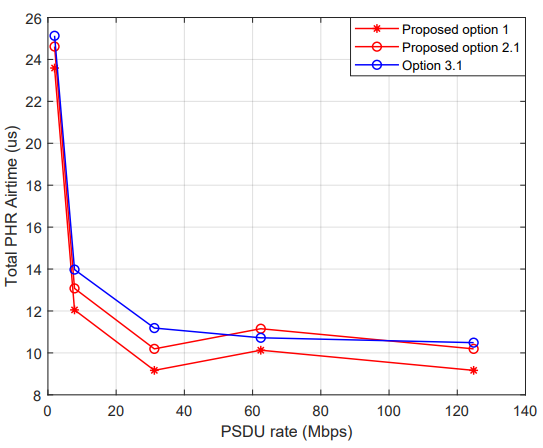 26
24
22
20
18
16
14
12
10
8
Total PHR Airtime (us)
Proposed option 1
Proposed option 2.1
Option 3.1
0 20 40 60 80 100 120 140
PSDU rate (Mbps)